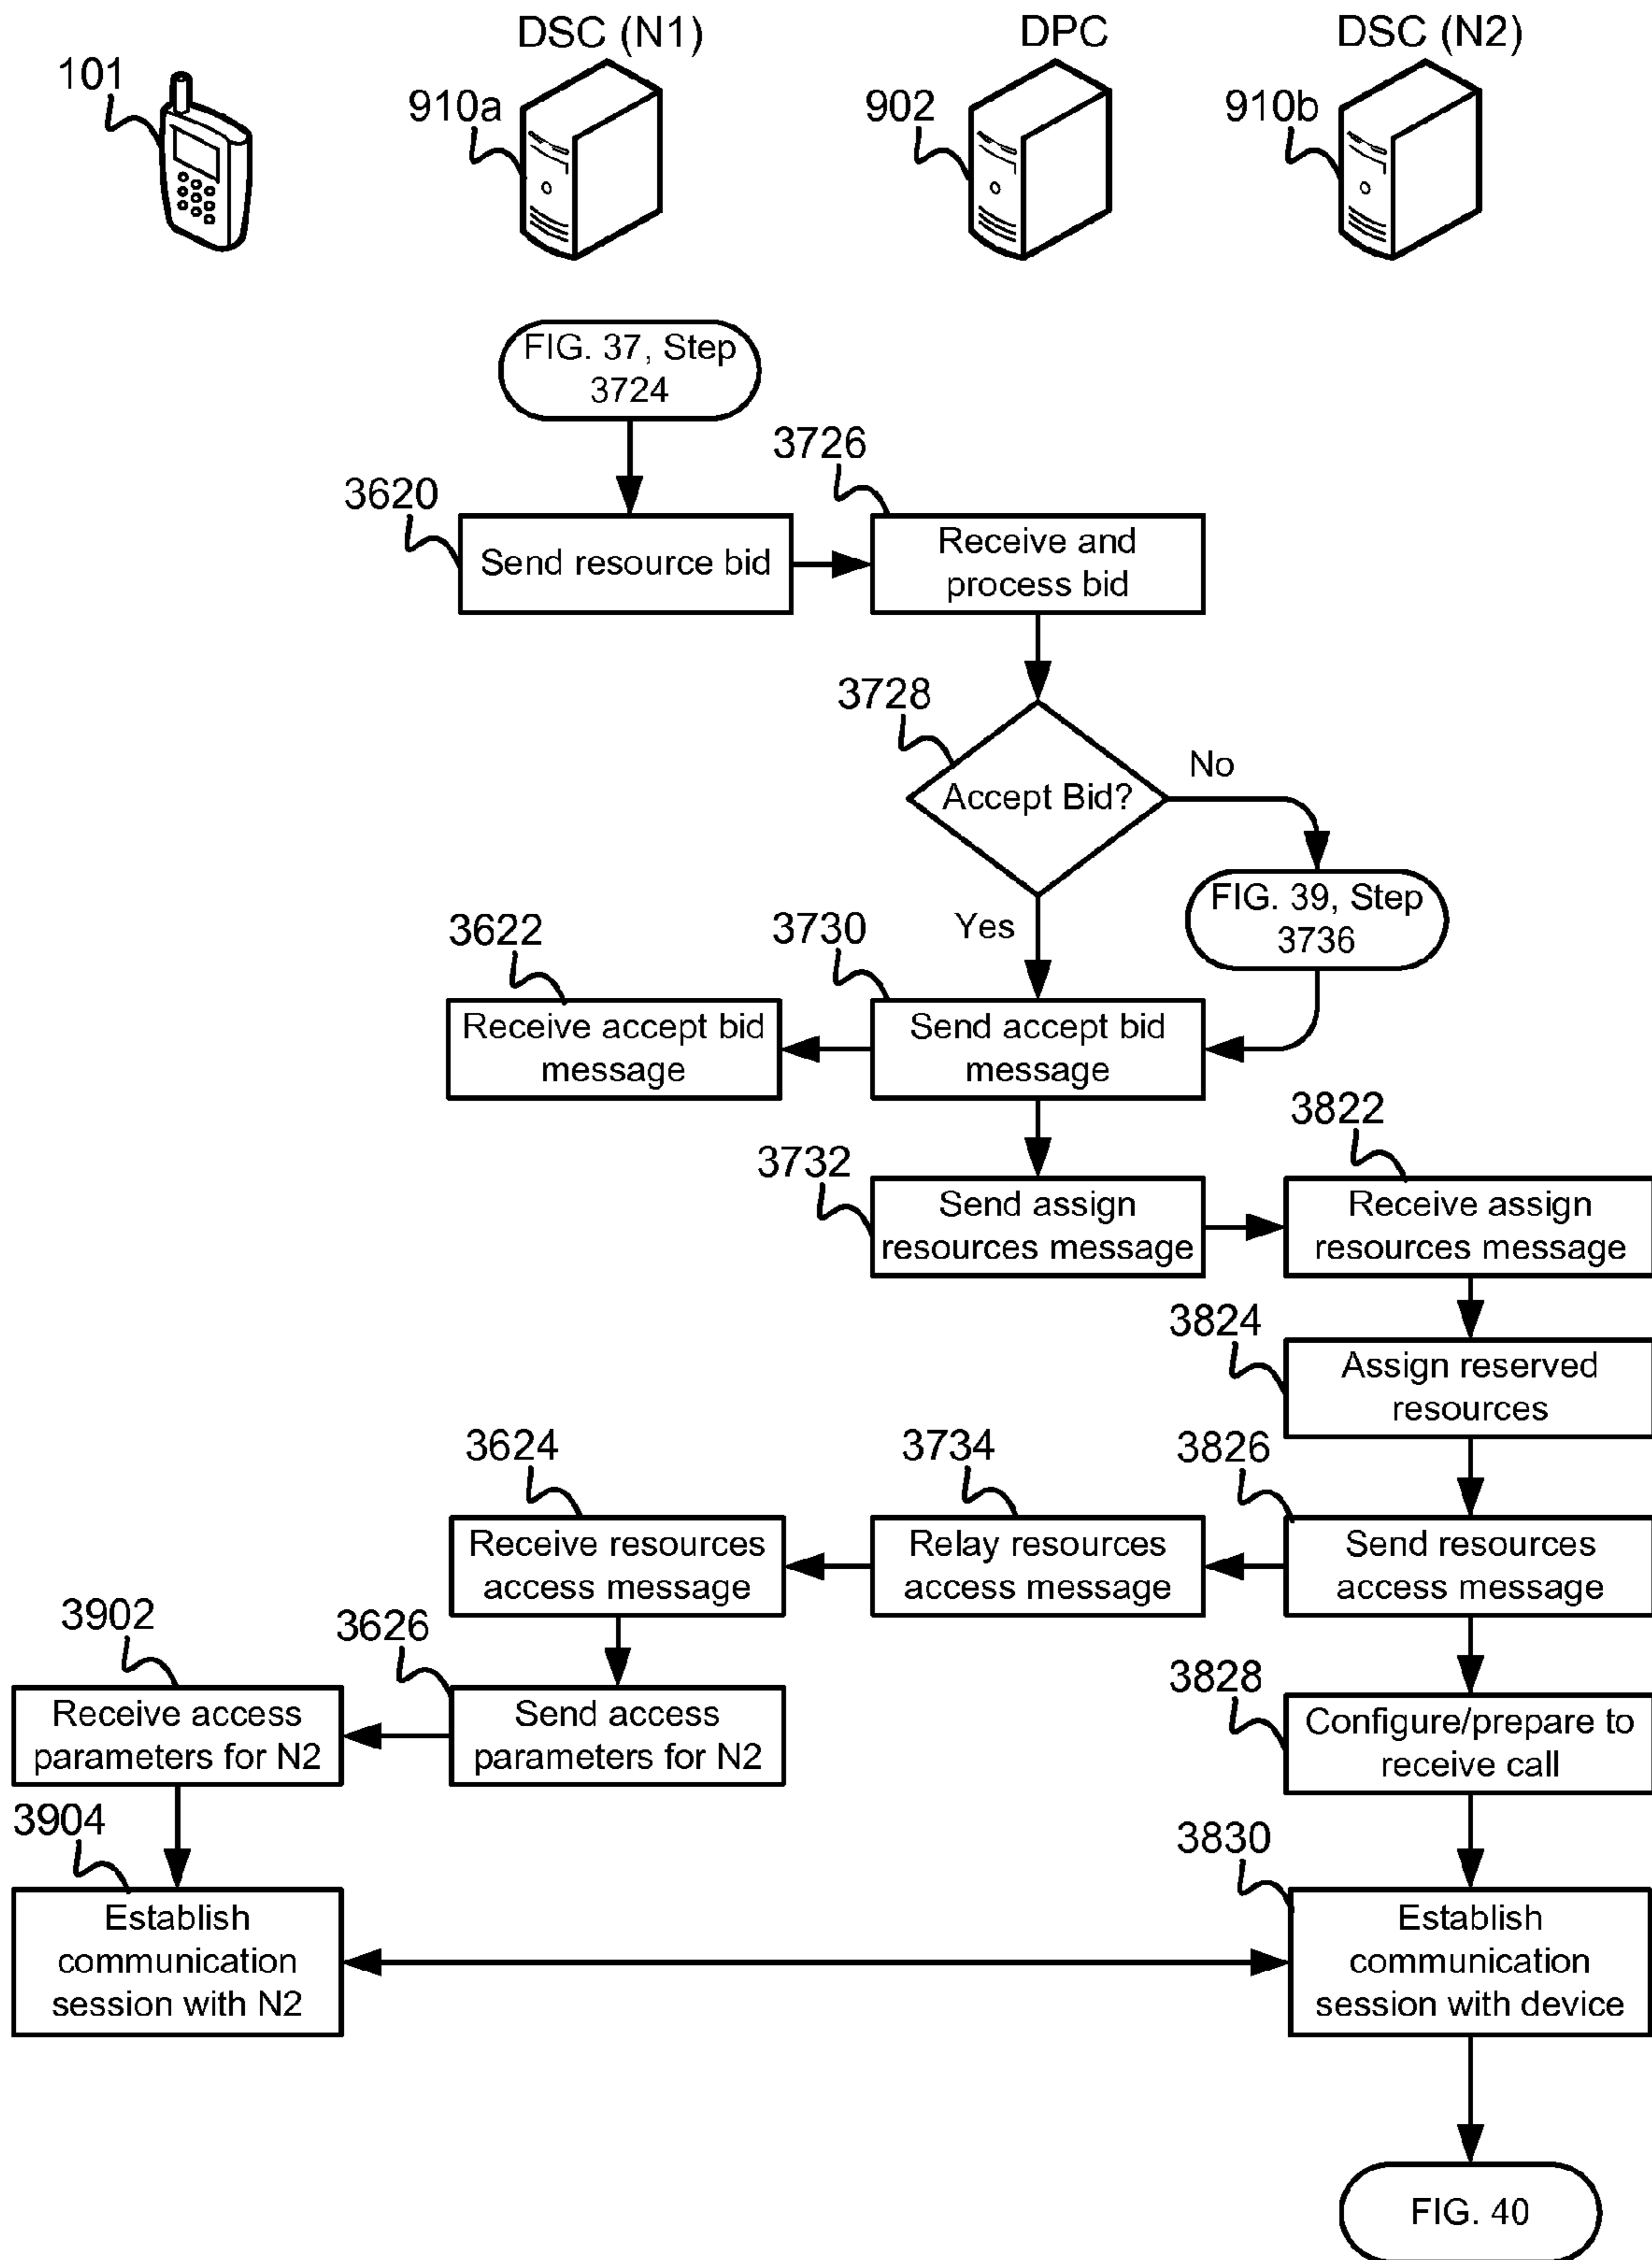 DSC (N1)
DPC
DSC (N2)
101
910a
902
910b
FIG. 37, Step
3724
3726
3620
Send resource bid
Receive and
process bid
3728
No
Accept Bid?
FIG. 39, Step
3736
Yes
3622
3730
Receive accept bid
message
Send accept bid
message
3822
3732
Send assign
resources message
Receive assign
resources message
3824
Assign reserved
resources
3624
3734
3826
Receive resources
access message
Relay resources
access message
Send resources
access message
3902
3626
3828
Receive access
parameters for N2
Send access
parameters for N2
Configure/prepare to
receive call
3904
3830
Establish
communication
session with N2
Establish
communication
session with device
FIG. 40